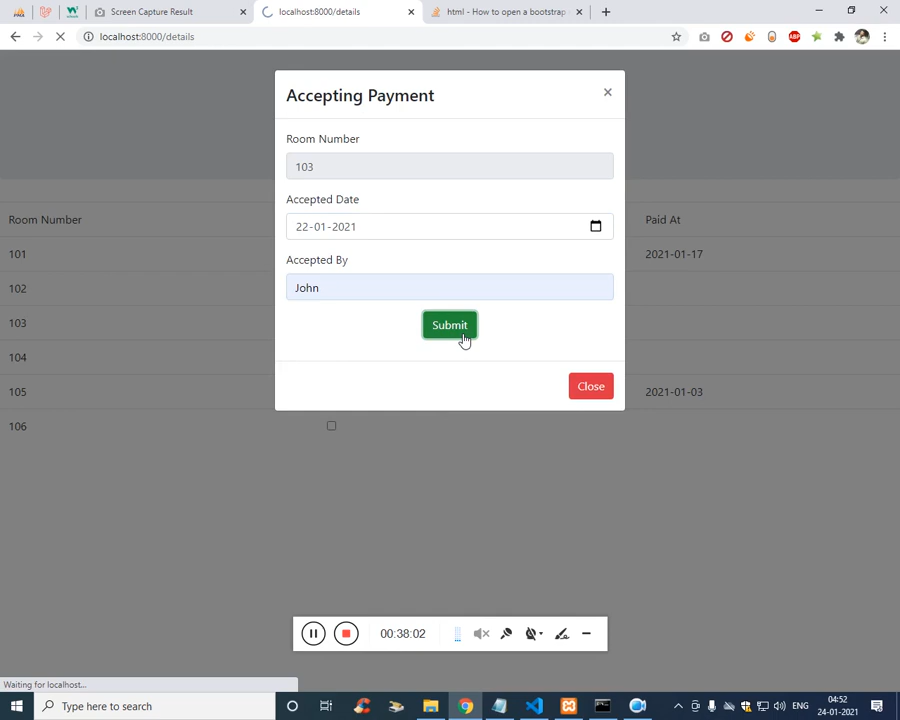 Screen Capture Result
localhost:8000/details
html - How to open a bootstrap
localhost:8000/details
ABP
Accepting Payment
×
Room Number
103
Accepted Date
22-01-2021
Accepted By
John
Submit
Close
Room Number
Paid At
101
2021-01-17
102
103
104
105
2021-01-03
106
00:38:02
Waiting for localhost...
Type here to search
ENG
04:52
24-01-2021